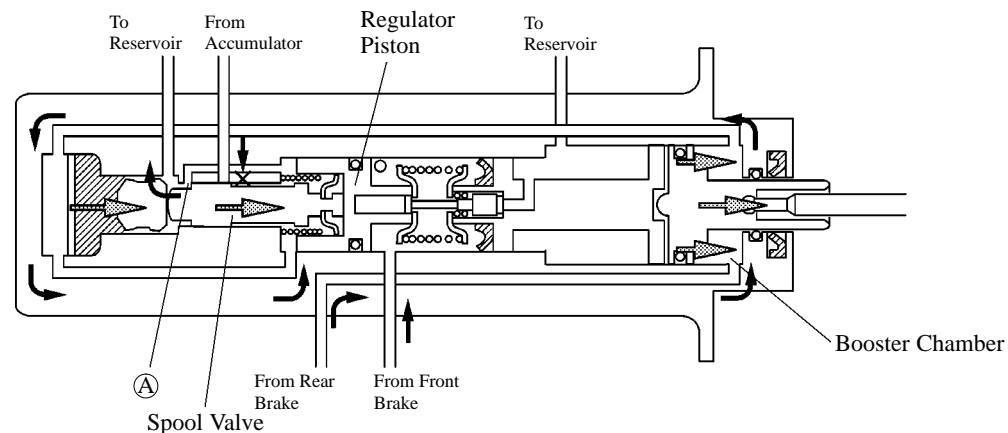 To
Reservoir
From
Accumulator
Regulator
Piston
To
Reservoir
Booster Chamber
A
From Rear
Brake
From Front
Brake
Spool Valve